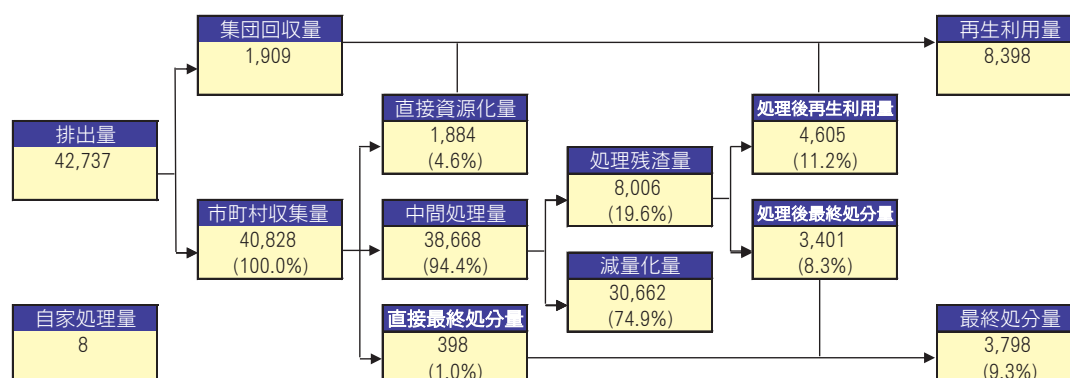 集団回収量
1,909
再生利用量
8,398
直接資源化量
1,884
(4.6%)
処理後再生利用量
4,605
(11.2%)
排出量
42,737
処理残渣量
8,006
(19.6%)
市町村収集量
40,828
(100.0%)
中間処理量
38,668
(94.4%)
処理後最終処分量
3,401
(8.3%)
減量化量
30,662
(74.9%)
自家処理量
8
直接最終処分量
398
(1.0%)
最終処分量
3,798
(9.3%)